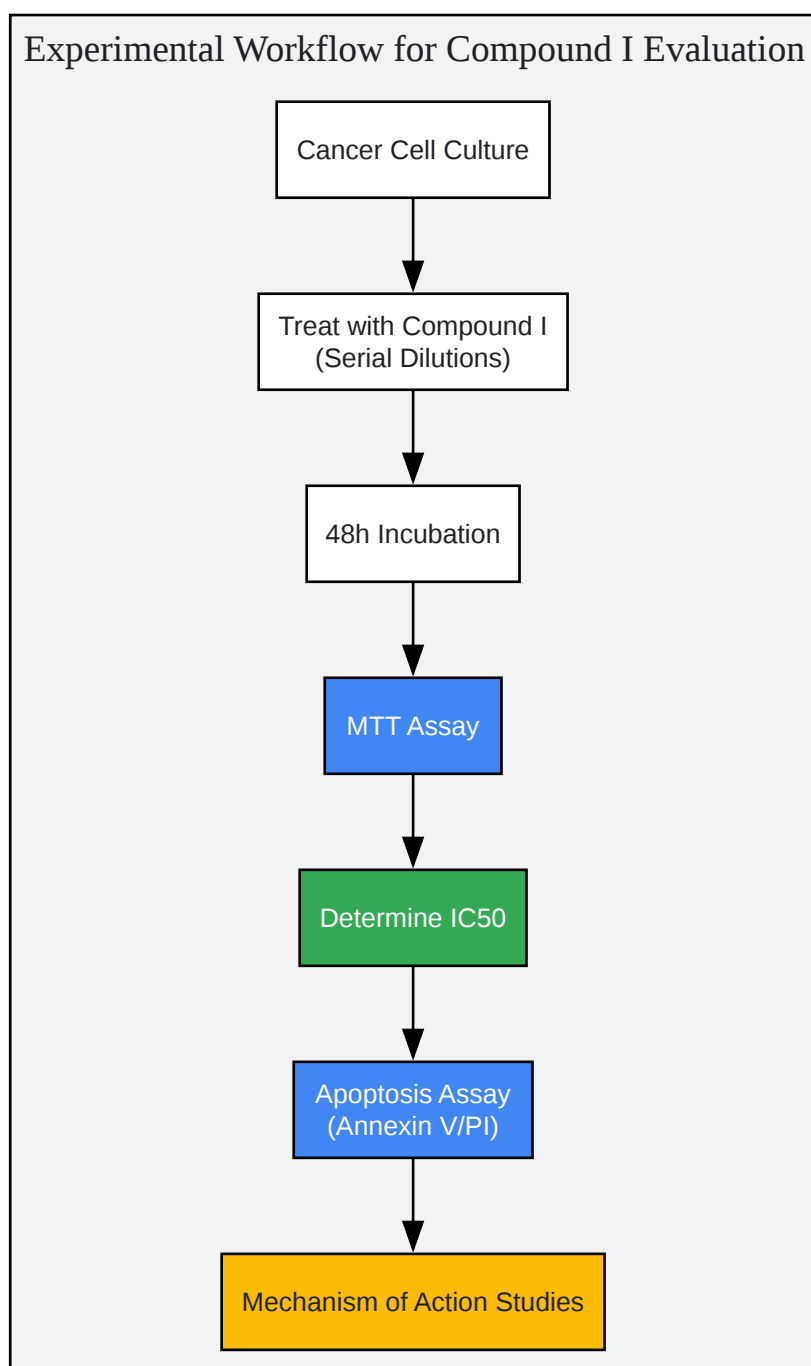 Experimental Workflow for Compound I Evaluation
Cancer Cell Culture
Treat with Compound I
(Serial Dilutions)
48h Incubation
MTT Assay
Determine IC50
Apoptosis Assay
(Annexin V/PI)
Mechanism of Action Studies